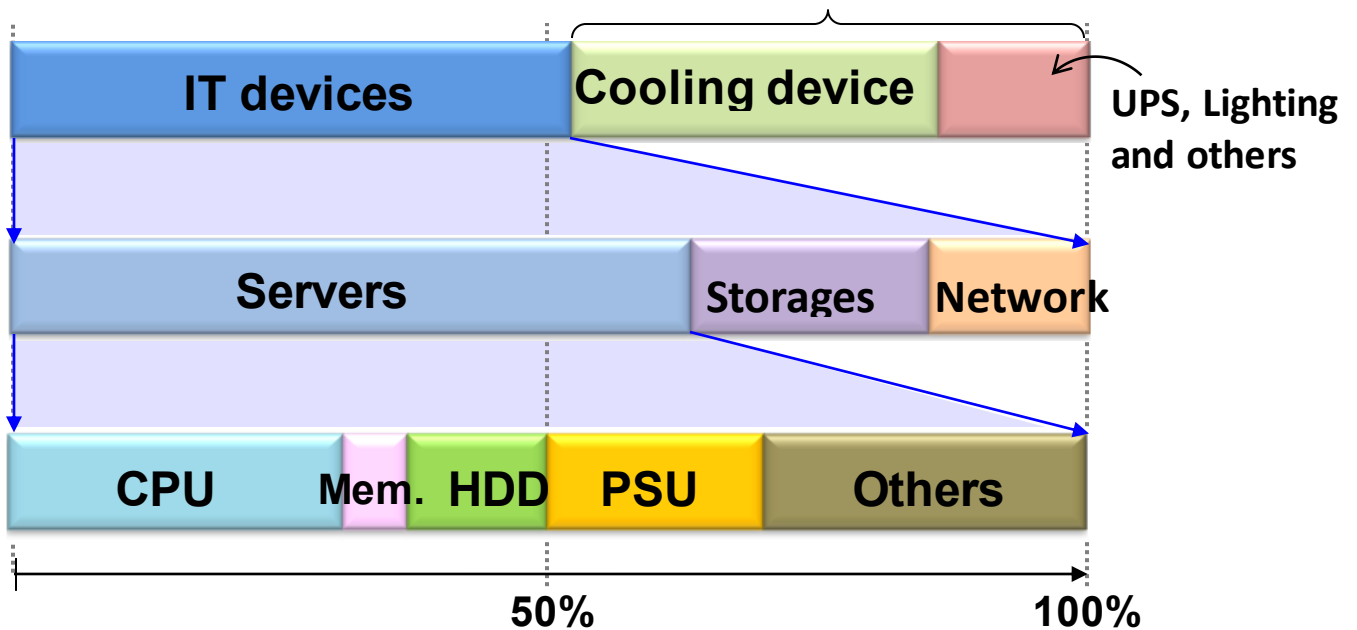 IT devices
Cooling device
UPS, Lighting
and others
Servers
Storages
Network
CPU
Mem.
HDD
PSU
Others
50%
100%